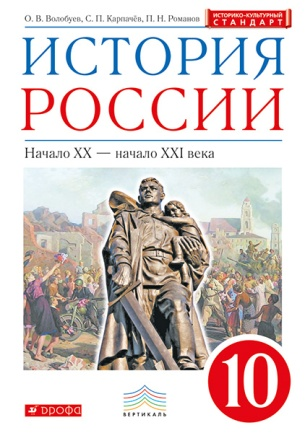 О. В. Волобуев, С. П. Карпачёв, П. Н. Романов
ИСТОРИКО-КУЛЬТУРНЫЙ
СТАНДАРТ
ИСТОРИЯ
РОССИИ
Начало XX — начало XXI века
дрофа
ВЕРТИКАЛЬ
10